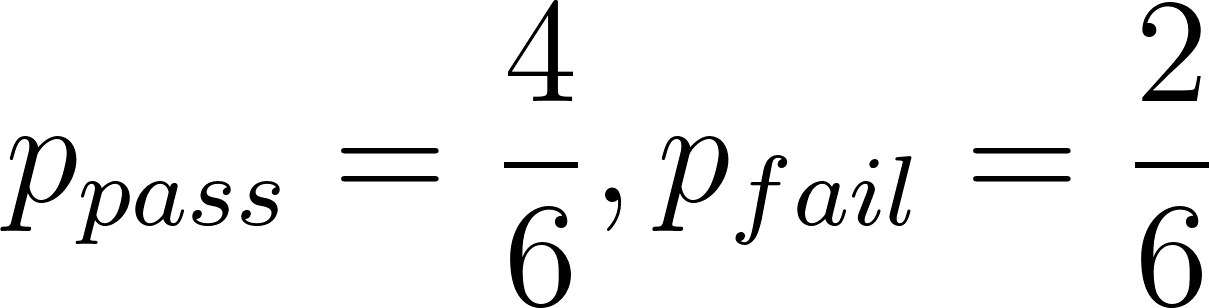 p_{pass} = \frac{4}{6}, p_{fail} = \frac{2}{6}